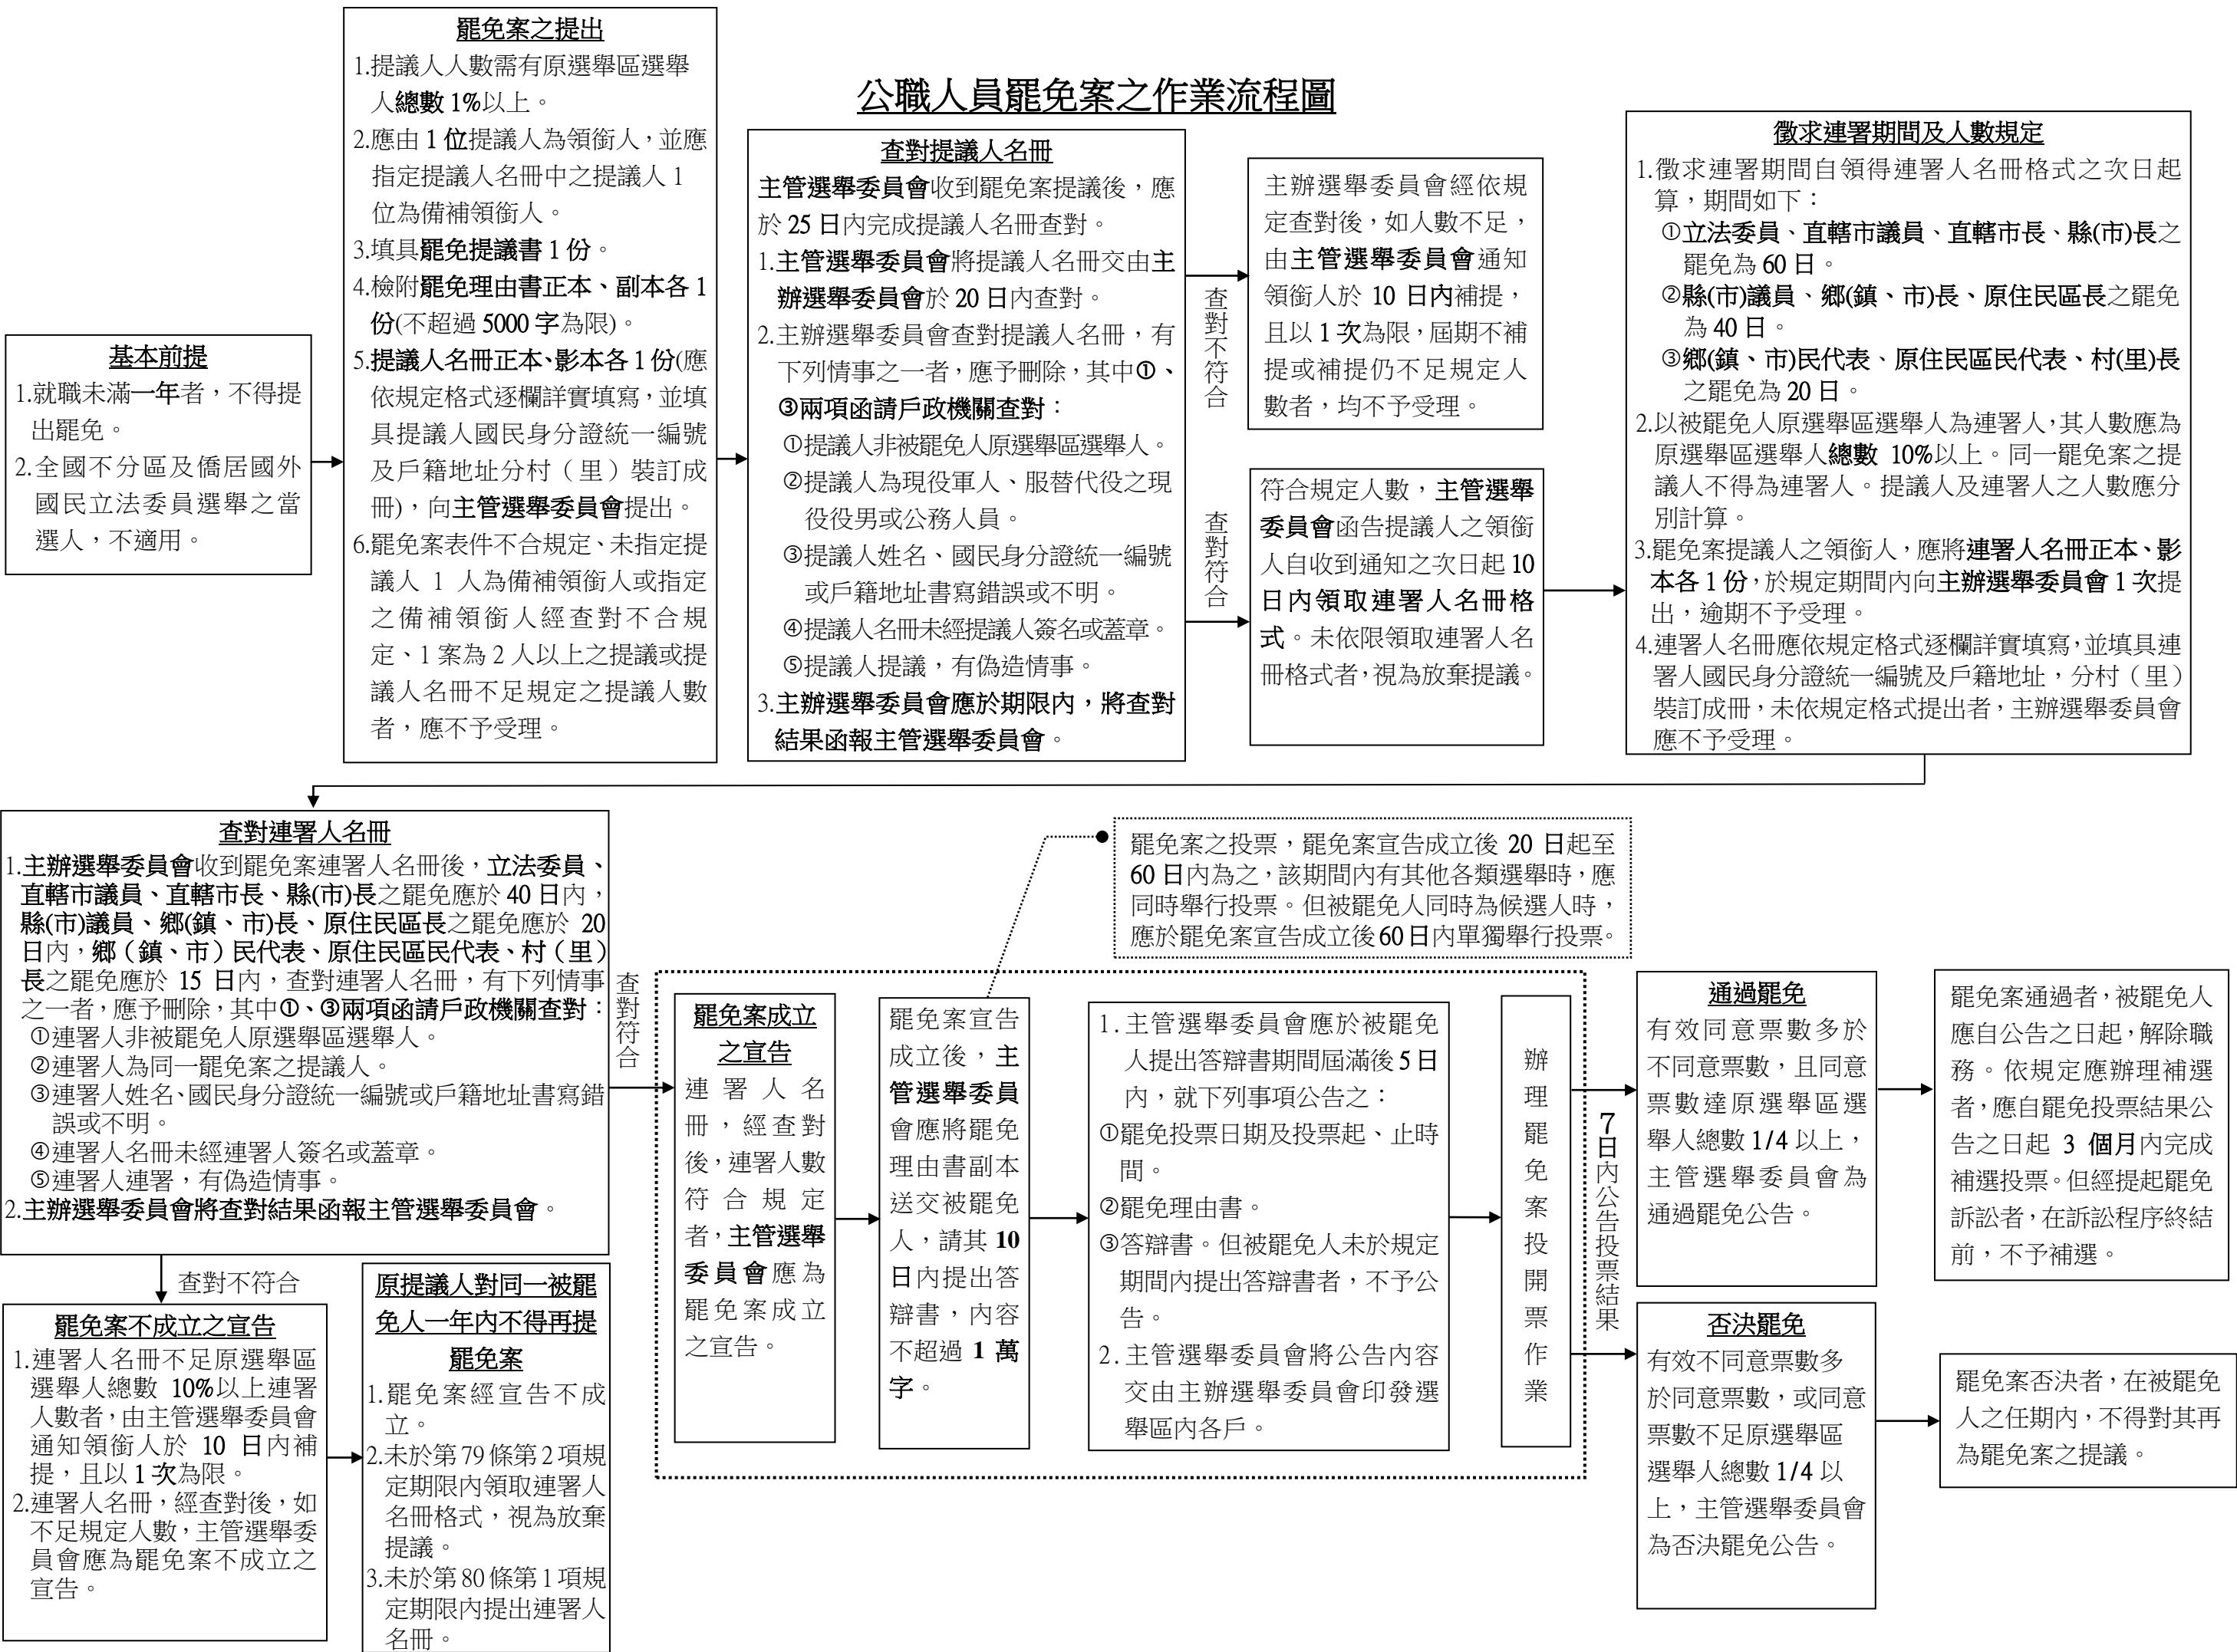 公職人員罷免案之作業流程圖
基本前提
1.就職未滿一年者，不得提
出罷免。
2.全國不分區及僑居國外
國民立法委員選舉之當
選人，不適用。
罷免案之提出
1.提議人人數需有原選舉區選舉
人總數 1%以上。
2.應由 1 位提議人為領銜人，並應
指定提議人名冊中之提議人 1
位為備補領銜人。
3.填具罷免提議書 1 份。
4.檢附罷免理由書正本、副本各 1
份(不超過 5000 字為限)。
5.提議人名冊正本、影本各 1 份(應
依規定格式逐欄詳實填寫，並填
具提議人國民身分證統一編號
及戶籍地址分村（里）裝訂成
冊)，向主管選舉委員會提出。
6.罷免案表件不合規定、未指定提
議人 1 人為備補領銜人或指定
之備補領銜人經查對不合規
定、1 案為 2 人以上之提議或提
議人名冊不足規定之提議人數
者，應不予受理。
查對提議人名冊
主管選舉委員會收到罷免案提議後，應
於 25 日內完成提議人名冊查對。
1.主管選舉委員會將提議人名冊交由主
辦選舉委員會於 20 日內查對。
2.主辦選舉委員會查對提議人名冊，有
下列情事之一者，應予刪除，其中①、
③兩項函請戶政機關查對：
①提議人非被罷免人原選舉區選舉人。
②提議人為現役軍人、服替代役之現
役役男或公務人員。
③提議人姓名、國民身分證統一編號
或戶籍地址書寫錯誤或不明。
④提議人名冊未經提議人簽名或蓋章。
⑤提議人提議，有偽造情事。
3.主辦選舉委員會應於期限內，將查對
結果函報主管選舉委員會。
查對不符合
主辦選舉委員會經依規
定查對後，如人數不足，
由主管選舉委員會通知
領銜人於 10 日內補提，
且以 1 次為限，屆期不補
提或補提仍不足規定人
數者，均不予受理。
查對符合
符合規定人數，主管選舉
委員會函告提議人之領銜
人自收到通知之次日起 10
日內領取連署人名冊格
式。未依限領取連署人名
冊格式者，視為放棄提議。
徵求連署期間及人數規定
1.徵求連署期間自領得連署人名冊格式之次日起
算，期間如下：
①立法委員、直轄市議員、直轄市長、縣(市)長之
罷免為 60 日。
②縣(市)議員、鄉(鎮、市)長、原住民區長之罷免
為 40 日。
③鄉(鎮、市)民代表、原住民區民代表、村(里)長
之罷免為 20 日。
2.以被罷免人原選舉區選舉人為連署人，其人數應為
原選舉區選舉人總數 10%以上。同一罷免案之提
議人不得為連署人。提議人及連署人之人數應分
別計算。
3.罷免案提議人之領銜人，應將連署人名冊正本、影
本各 1 份，於規定期間內向主辦選舉委員會 1 次提
出，逾期不予受理。
4.連署人名冊應依規定格式逐欄詳實填寫，並填具連
署人國民身分證統一編號及戶籍地址，分村（里）
裝訂成冊，未依規定格式提出者，主辦選舉委員會
應不予受理。
查對連署人名冊
1.主辦選舉委員會收到罷免案連署人名冊後，立法委員、
直轄市議員、直轄市長、縣(市)長之罷免應於 40 日內，
縣(市)議員、鄉(鎮、市)長、原住民區長之罷免應於 20
日內，鄉（鎮、市）民代表、原住民區民代表、村（里）
長之罷免應於 15 日內，查對連署人名冊，有下列情事
之一者，應予刪除，其中①、③兩項函請戶政機關查對：
①連署人非被罷免人原選舉區選舉人。
②連署人為同一罷免案之提議人。
③連署人姓名、國民身分證統一編號或戶籍地址書寫錯
誤或不明。
④連署人名冊未經連署人簽名或蓋章。
⑤連署人連署，有偽造情事。
2.主辦選舉委員會將查對結果函報主管選舉委員會。
查對不符合
罷免案不成立之宣告
1.連署人名冊不足原選舉區
選舉人總數 10%以上連署
人數者，由主管選舉委員會
通知領銜人於 10 日內補
提，且以 1 次為限。
2.連署人名冊，經查對後，如
不足規定人數，主管選舉委
員會應為罷免案不成立之
宣告。
原提議人對同一被罷
免人一年內不得再提
罷免案
1.罷免案經宣告不成
立。
2.未於第 79 條第 2 項規
定期限內領取連署人
名冊格式，視為放棄
提議。
3.未於第 80 條第 1 項規
定期限內提出連署人
名冊。
查對符合
罷免案成立
之宣告
連署人名
冊，經查對
後，連署人數
符合規定
者，主管選舉
委員會應為
罷免案成立
之宣告。
罷免案之投票，罷免案宣告成立後 20 日起至
60 日內為之，該期間內有其他各類選舉時，應
同時舉行投票。但被罷免人同時為候選人時，
應於罷免案宣告成立後 60 日內單獨舉行投票。
罷免案宣告
成立後，主
管選舉委員
會應將罷免
理由書副本
送交被罷免
人，請其 10
日內提出答
辯書，內容
不超過 1 萬
字。
1. 主管選舉委員會應於被罷免
人提出答辯書期間屆滿後 5 日
內，就下列事項公告之：
①罷免投票日期及投票起、止時
間。
②罷免理由書。
③答辯書。但被罷免人未於規定
期間內提出答辯書者，不予公
告。
2. 主管選舉委員會將公告內容
交由主辦選舉委員會印發選
舉區內各戶。
辦理罷免案投開票作業
7日內公告投票結果
通過罷免
有效同意票數多於
不同意票數，且同意
票數達原選舉區選
舉人總數 1/4 以上，
主管選舉委員會為
通過罷免公告。
罷免案通過者，被罷免人
應自公告之日起，解除職
務。依規定應辦理補選
者，應自罷免投票結果公
告之日起 3 個月內完成
補選投票。但經提起罷免
訴訟者，在訴訟程序終結
前，不予補選。
否決罷免
有效不同意票數多
於同意票數，或同意
票數不足原選舉區
選舉人總數 1/4 以
上，主管選舉委員會
為否決罷免公告。
罷免案否決者，在被罷免
人之任期內，不得對其再
為罷免案之提議。